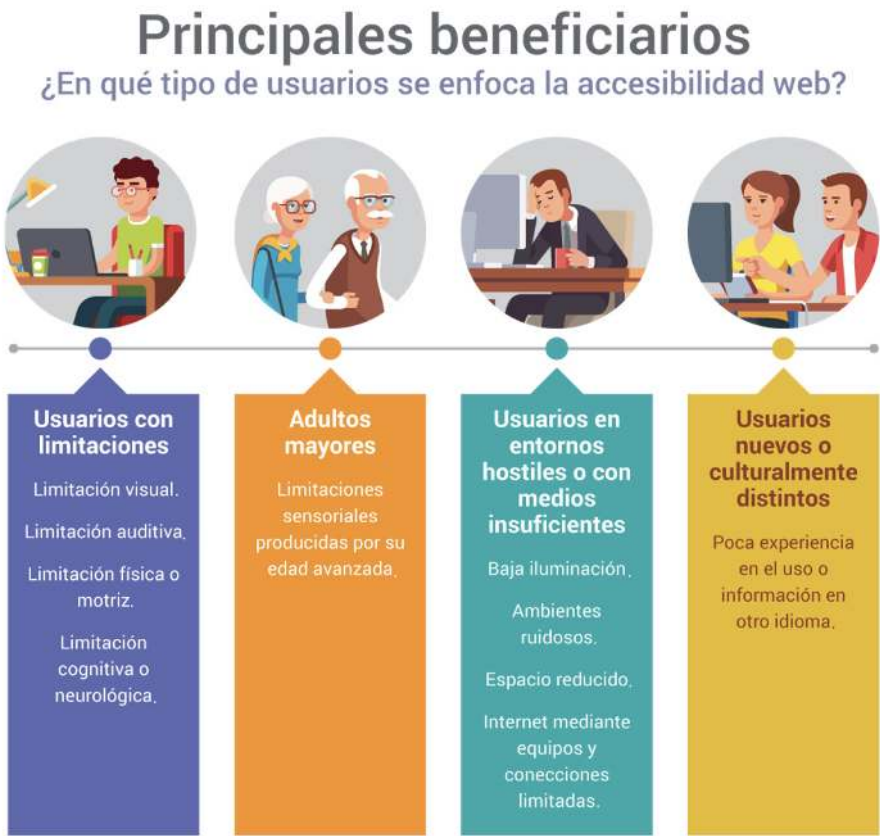 Principales beneficiarios
¿En qué tipo de usuarios se enfoca la accesibilidad web?
Usuarios con
limitaciones
Limitación visual.
Limitación auditiva.
Limitación física o
motriz.
Limitación
cognitiva o
neurológica.
Adultos
mayores
Limitaciones
sensoriales
producidas por su
edad avanzada.
Usuarios en
entornos
hostiles o con
medios
insuficientes
Baja iluminación.
Ambientes
ruidosos.
Espacio reducido.
Internet mediante
equipos y
conecciones
limitadas.
Usuarios
nuevos o
culturalmente
distintos
Poca experiencia
en el uso o
información en
otro idioma.